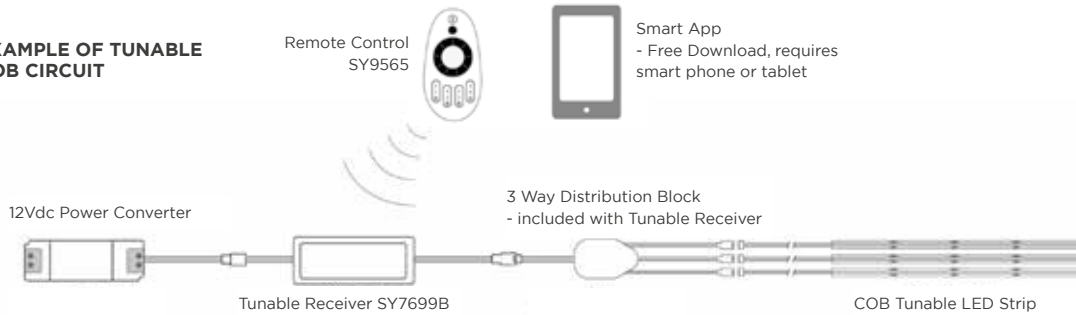 XAMPLE OF TUNABLE
OB CIRCUIT
Remote Control
SY9565
Smart App
- Free Download, requires
smart phone or tablet
12Vdc Power Converter
3 Way Distribution Block
- included with Tunable Receiver
Tunable Receiver SY7699B
COB Tunable LED Strip